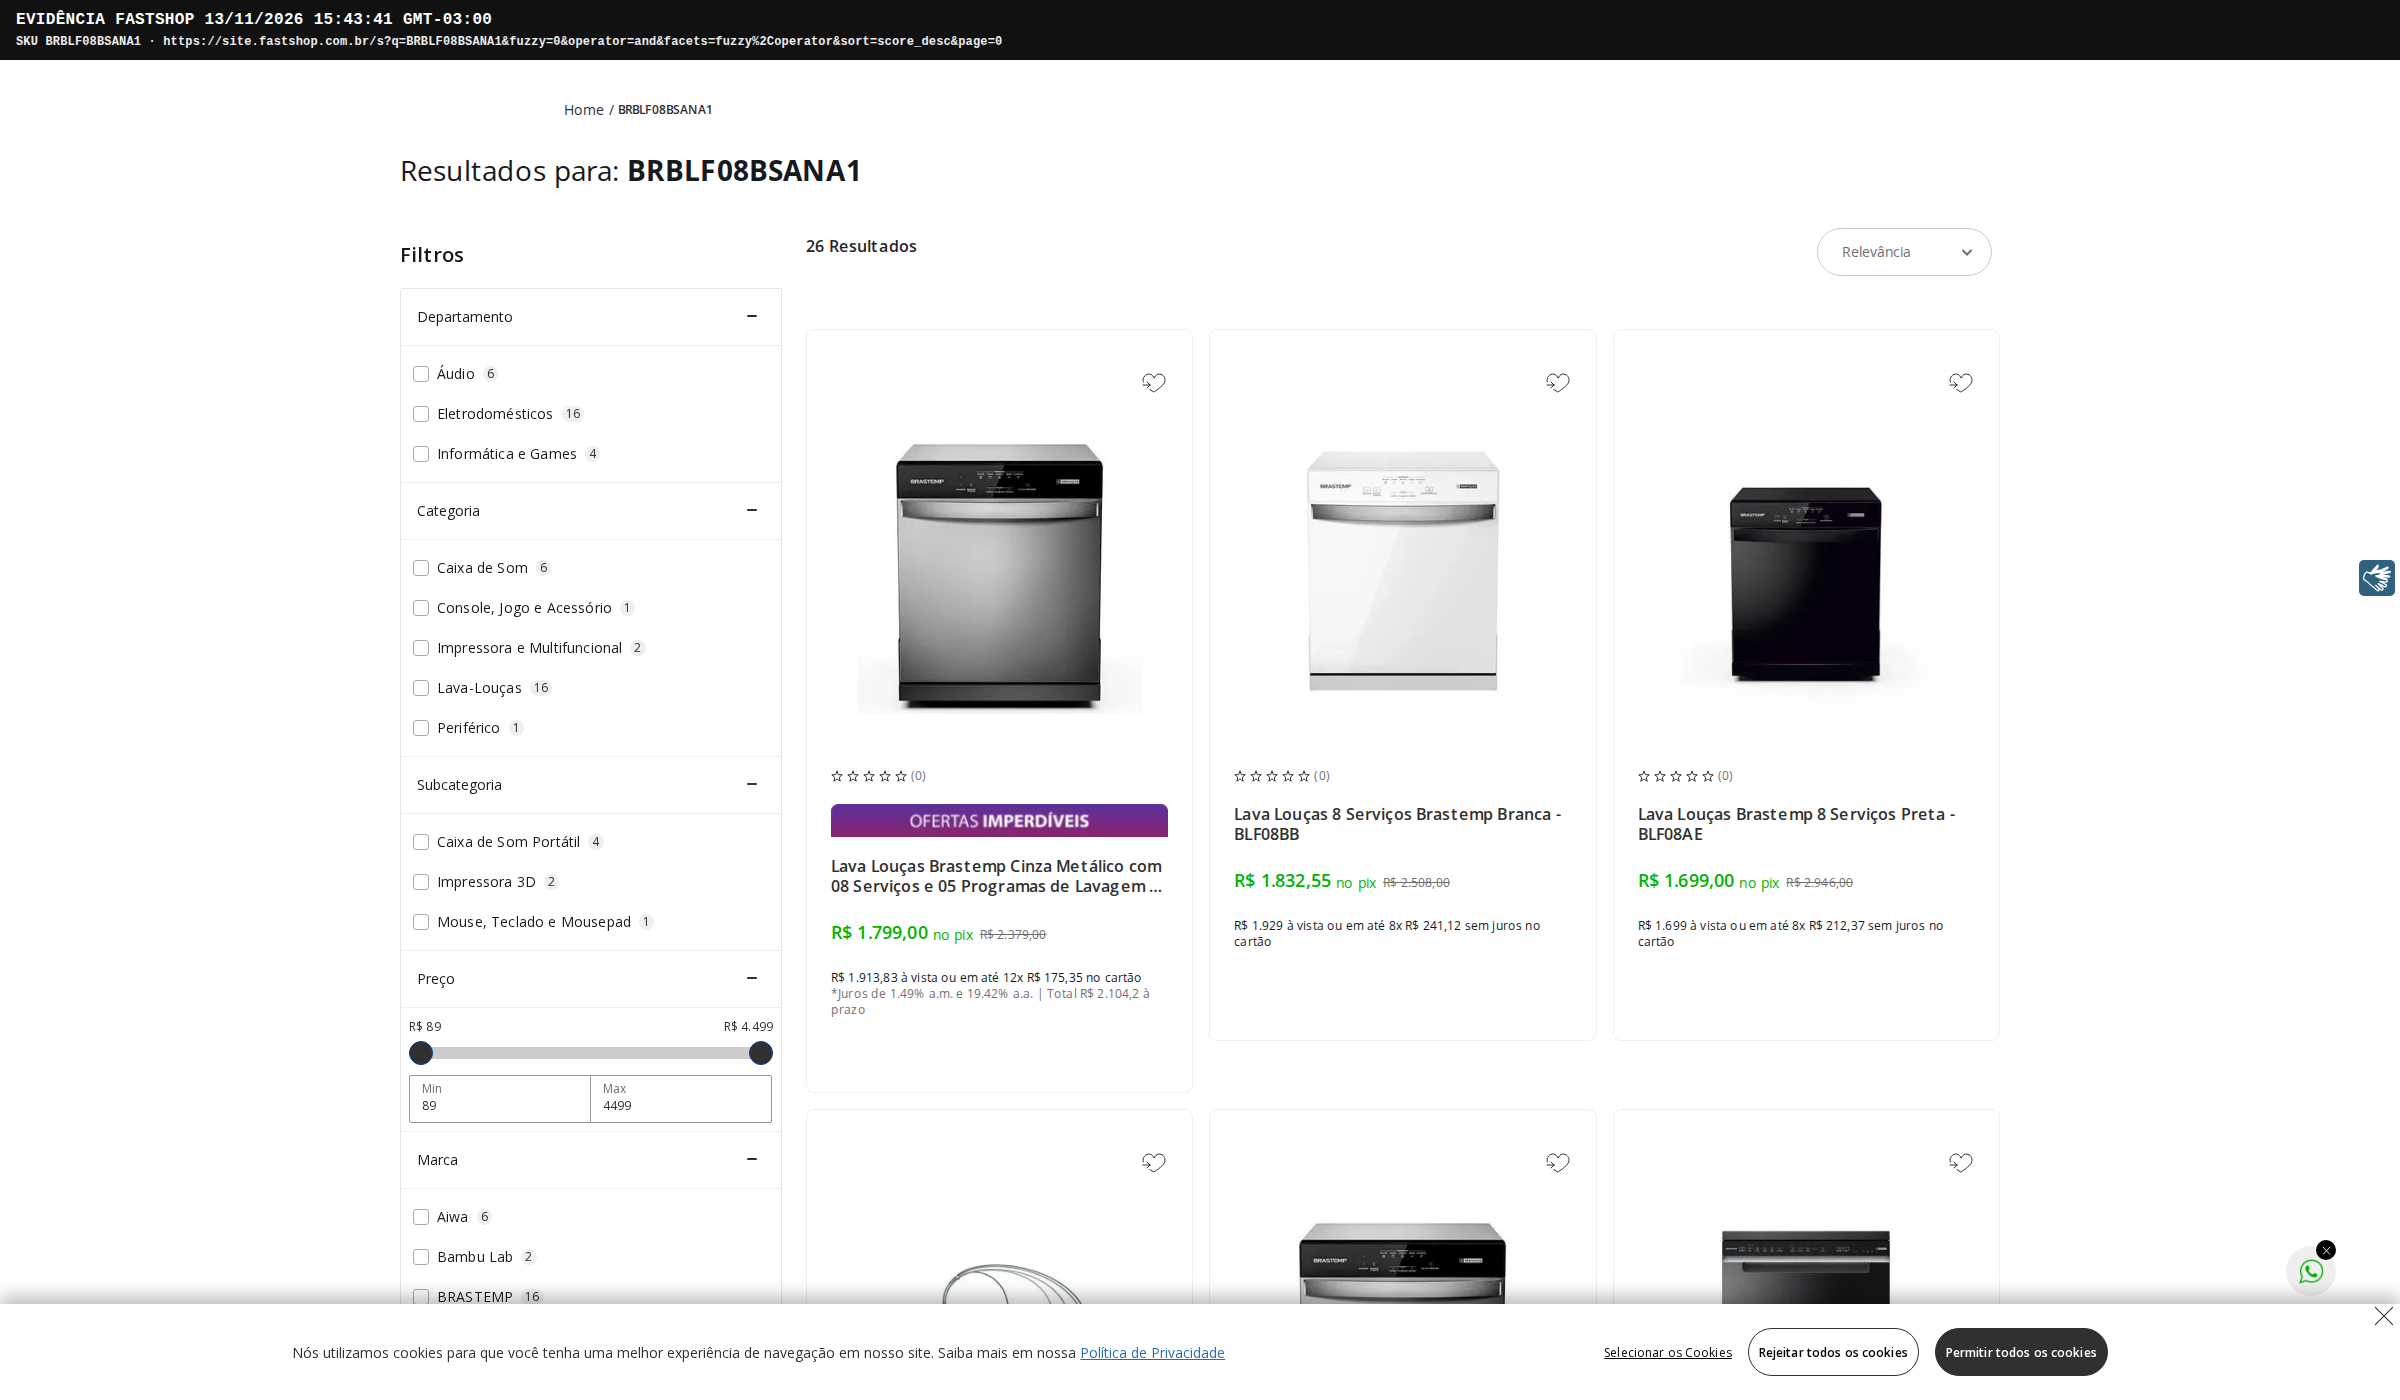 EVIDÊNCIA FASTSHOP 13/11/2026 15:43:41 GMT-03:00
SKU BRBLF08BSANA1 · https://site.fastshop.com.br/s?q=BRBLF08BSANA1&fuzzy=0&operator=and&facets=fuzzy%2Coperator&sort=score_desc&page=0
Home / BRBLF08BSANA1
Resultados para: BRBLF08BSANA1
Filtros
Departamento
Áudio 6
Eletrodomésticos 16
Informática e Games 4
Categoria
Caixa de Som 6
Console, Jogo e Acessório 1
Impressora e Multifuncional 2
Lava-Louças 16
Periférico 1
Subcategoria
Caixa de Som Portátil 4
Impressora 3D 2
Mouse, Teclado e Mousepad 1
Preço
R$ 89 R$ 4.499
Min Max
89 4499
Marca
Aiwa 6
Bambu Lab 2
BRASTEMP 16
26 Resultados
Relevância
BRASTEMP
(0)
OFERTAS IMPERDÍVEIS
Lava Louças Brastemp Cinza Metálico com
08 Serviços e 05 Programas de Lavagem ...
R$ 1.799,00 no pix R$ 2.379,00
R$ 1.913,83 à vista ou em até 12x R$ 175,35 no cartão
*Juros de 1.49% a.m. e 19.42% a.a. | Total R$ 2.104,2 à
prazo
BRASTEMP
(0)
Lava Louças 8 Serviços Brastemp Branca -
BLF08BB
R$ 1.832,55 no pix R$ 2.508,00
R$ 1.929 à vista ou em até 8x R$ 241,12 sem juros no
cartão
BRASTEMP
(0)
Lava Louças Brastemp 8 Serviços Preta -
BLF08AE
R$ 1.699,00 no pix R$ 2.946,00
R$ 1.699 à vista ou em até 8x R$ 212,37 sem juros no
cartão
BRASTEMP
Nós utilizamos cookies para que você tenha uma melhor experiência de navegação em nosso site. Saiba mais em nossa Política de Privacidade
Selecionar os Cookies
Rejeitar todos os cookies
Permitir todos os cookies